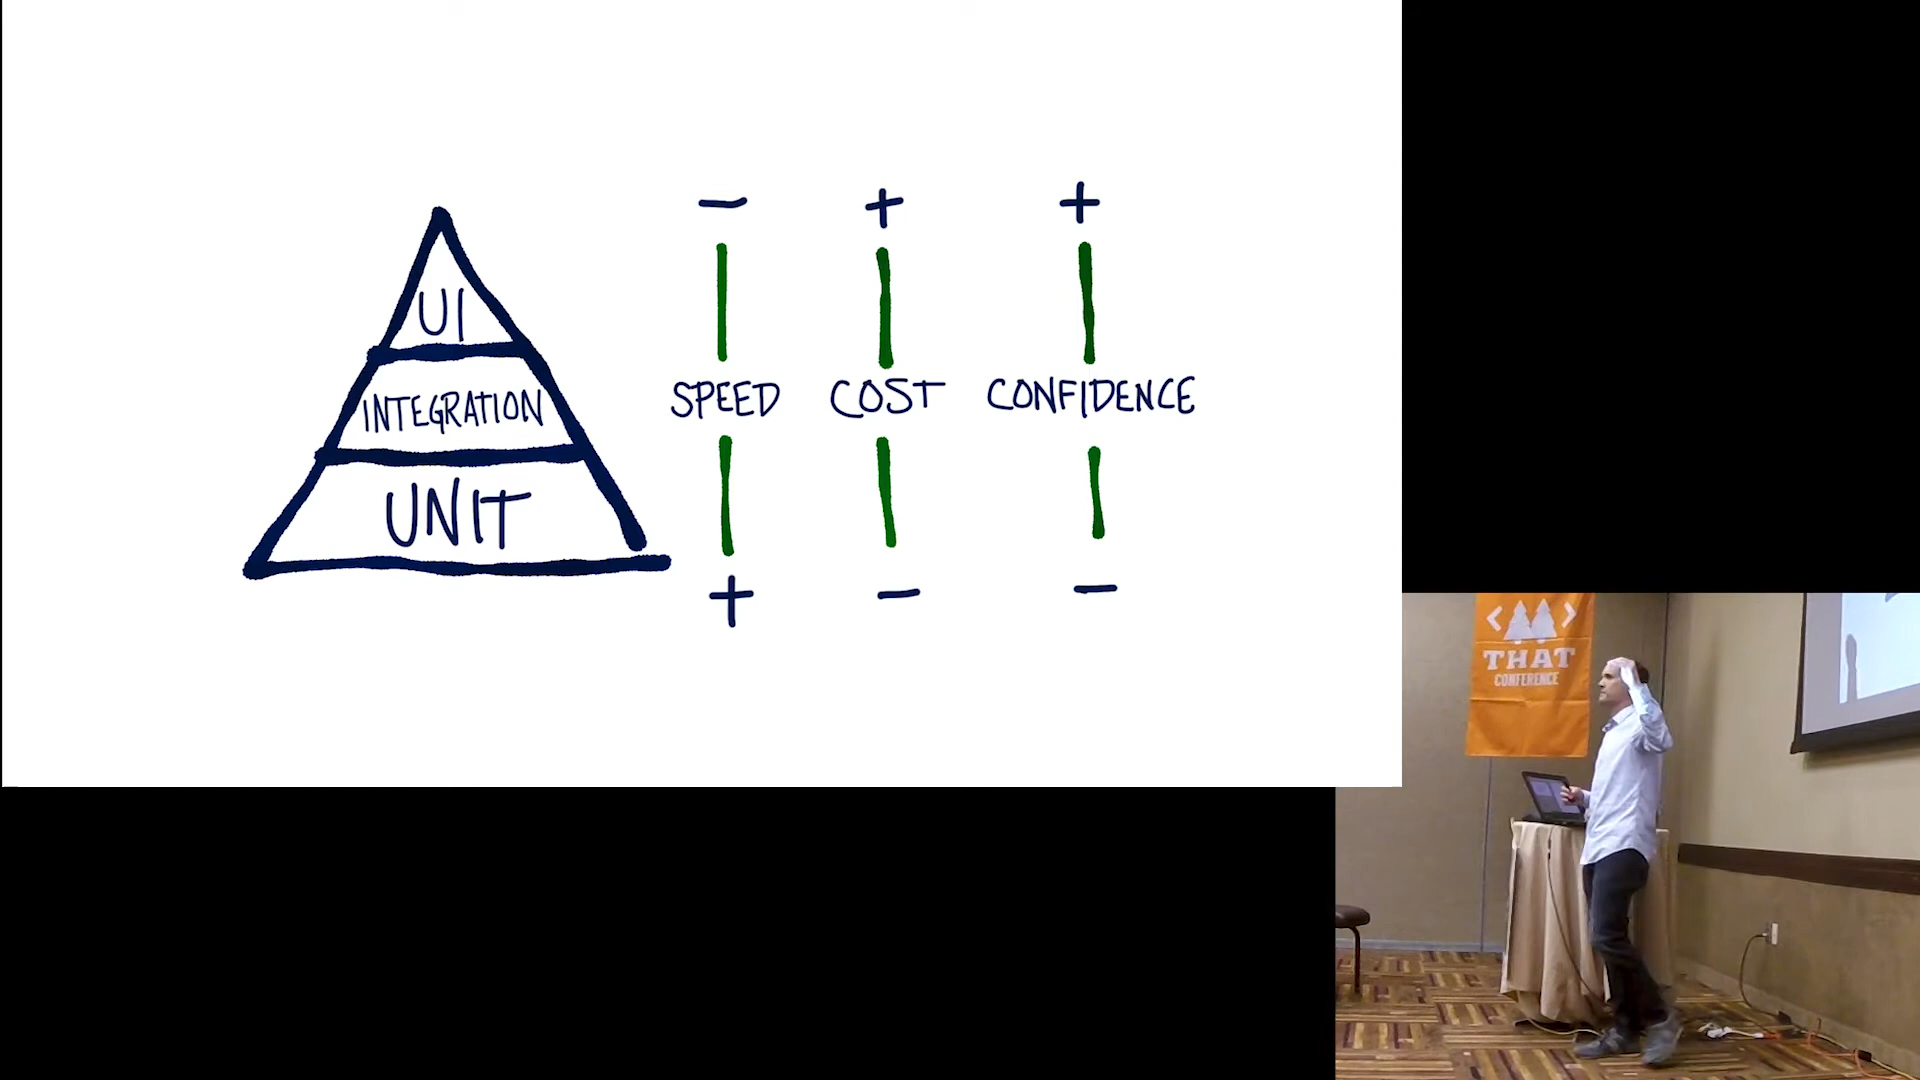 − + +
UI
INTEGRATION
UNIT
SPEED COST CONFIDENCE
+ − −
< >
THAT
CONFERENCE